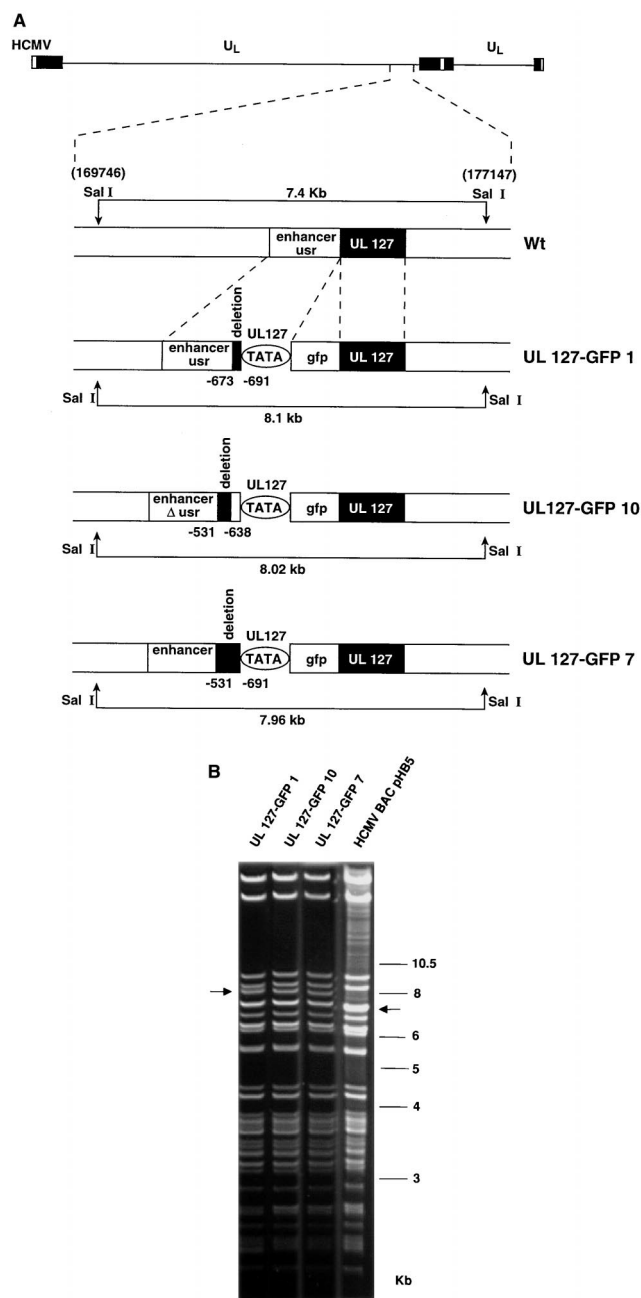 A
HCMV
U_L
U_L
(169746)
(177147)
Sal I
7.4 Kb
Sal I
enhancer
usr
UL 127
Wt
deletion
UL127
enhancer
usr
TATA
gfp
UL 127
UL 127-GFP 1
-673 -691
Sal I
Sal I
8.1 kb
deletion
UL127
enhancer
Δ usr
TATA
gfp
UL 127
UL127-GFP 10
-531 -638
Sal I
Sal I
8.02 kb
deletion
UL127
enhancer
TATA
gfp
UL 127
UL 127-GFP 7
-531 -691
Sal I
Sal I
7.96 kb
B
UL 127-GFP 1
UL 127-GFP 10
UL 127-GFP 7
HCMV BAC pHB5
10.5
8
6
5
4
3
Kb